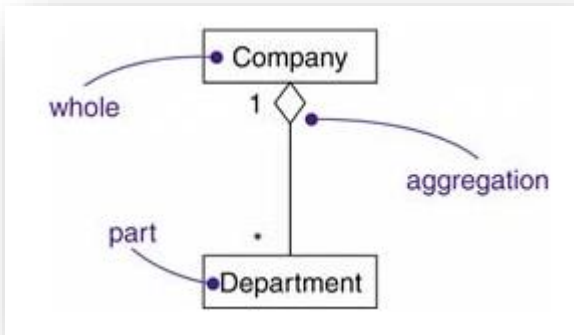 Company
whole
1
aggregation
part
*
Department